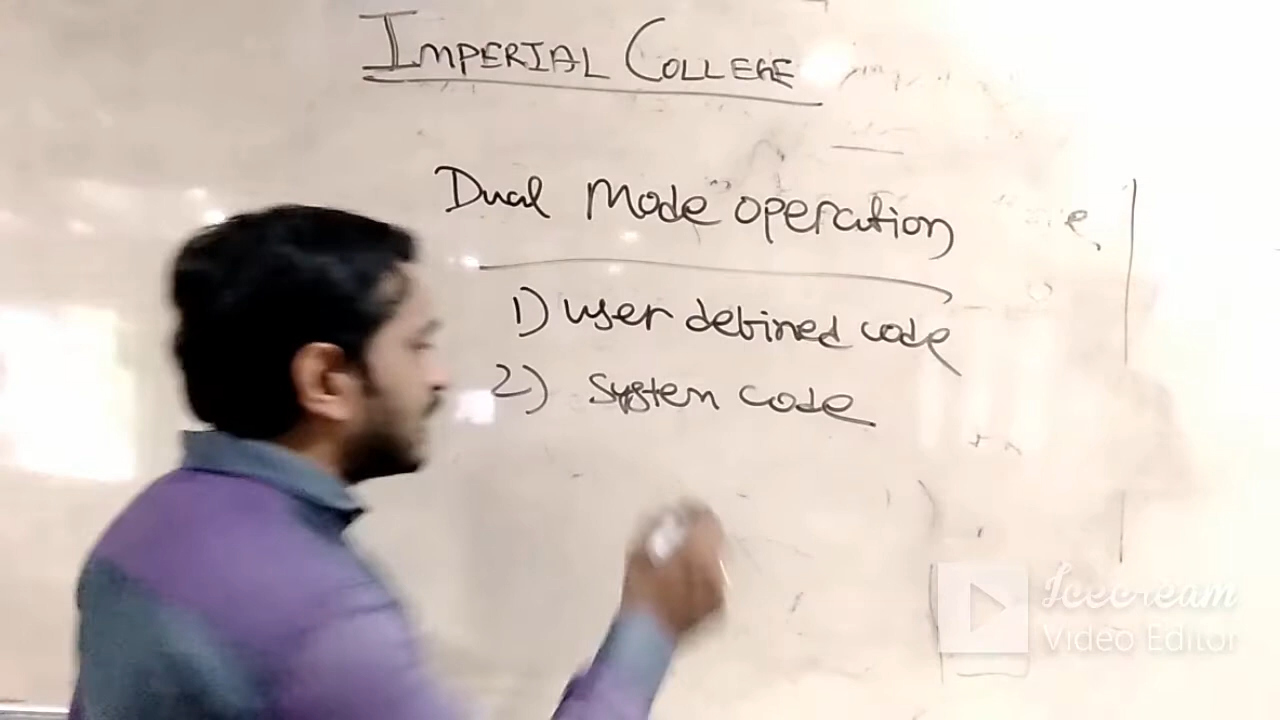 IMPERIAL COLLEGE
Dual Mode operation
1) user defined code
2) System code
Icecream
Video Editor